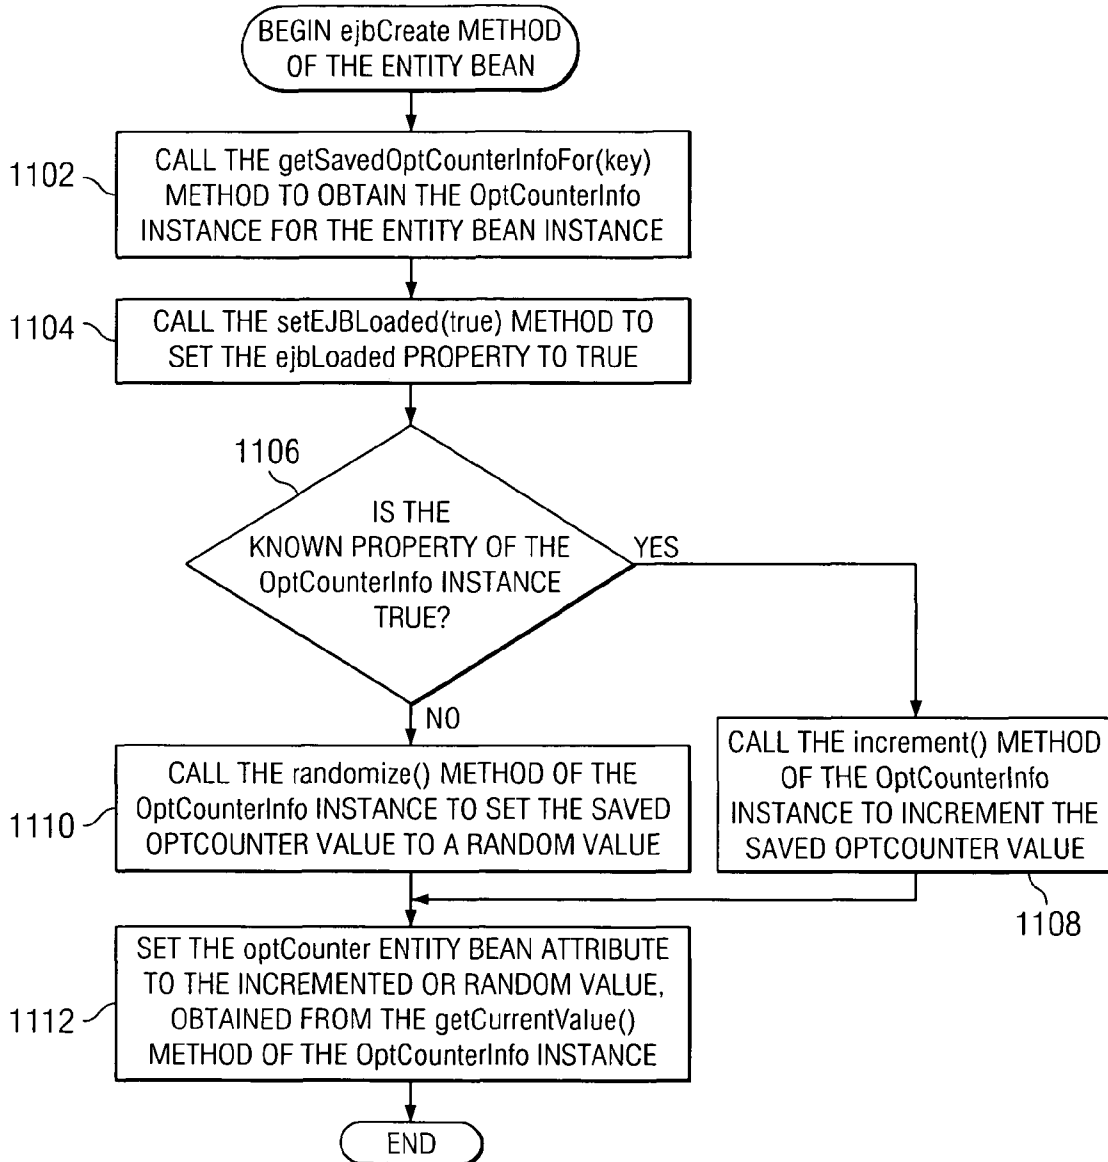 BEGIN ejbCreate METHOD
OF THE ENTITY BEAN
1102
CALL THE getSavedOptCounterInfoFor(key)
METHOD TO OBTAIN THE OptCounterInfo
INSTANCE FOR THE ENTITY BEAN INSTANCE
1104
CALL THE setEJBLoaded(true) METHOD TO
SET THE ejbLoaded PROPERTY TO TRUE
1106
IS THE
KNOWN PROPERTY OF THE
OptCounterInfo INSTANCE
TRUE?
YES
NO
1110
CALL THE randomize() METHOD OF THE
OptCounterInfo INSTANCE TO SET THE SAVED
OPTCOUNTER VALUE TO A RANDOM VALUE
CALL THE increment() METHOD
OF THE OptCounterInfo
INSTANCE TO INCREMENT THE
SAVED OPTCOUNTER VALUE
1108
1112
SET THE optCounter ENTITY BEAN ATTRIBUTE
TO THE INCREMENTED OR RANDOM VALUE,
OBTAINED FROM THE getCurrentValue()
METHOD OF THE OptCounterInfo INSTANCE
END